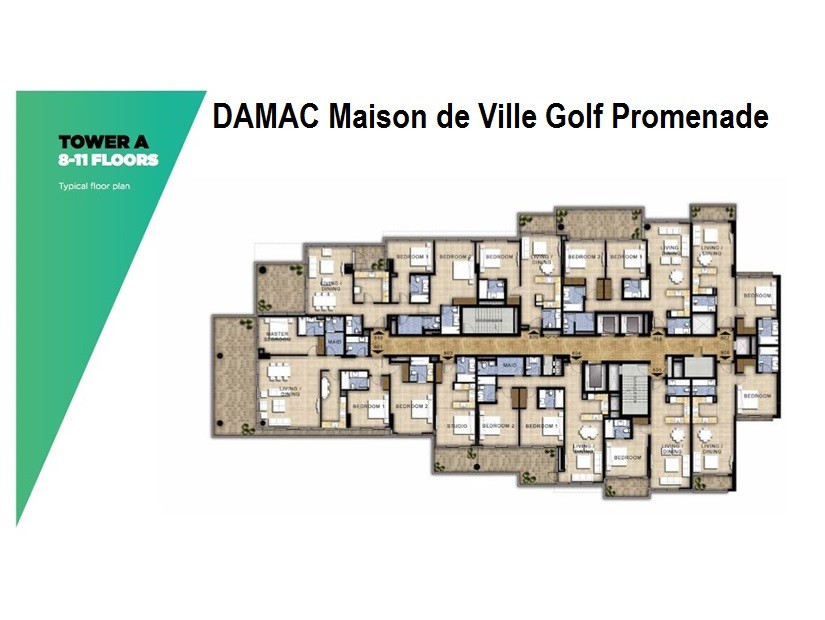 DAMAC Maison de Ville Golf Promenade
TOWER A
8-11 FLOORS
Typical floor plan
LIVING / DINING
BEDROOM 1
BEDROOM 2
BEDROOM
LIVING / DINING
BEDROOM 2
BEDROOM 1
LIVING / DINING
LIVING / DINING
BEDROOM
MASTER BEDROOM
MAID
LIVING / DINING
BEDROOM 1
BEDROOM 2
STUDIO
MAID
BEDROOM 2
BEDROOM 1
LIVING / DINING
BEDROOM
LIVING / DINING
LIVING / DINING
BEDROOM